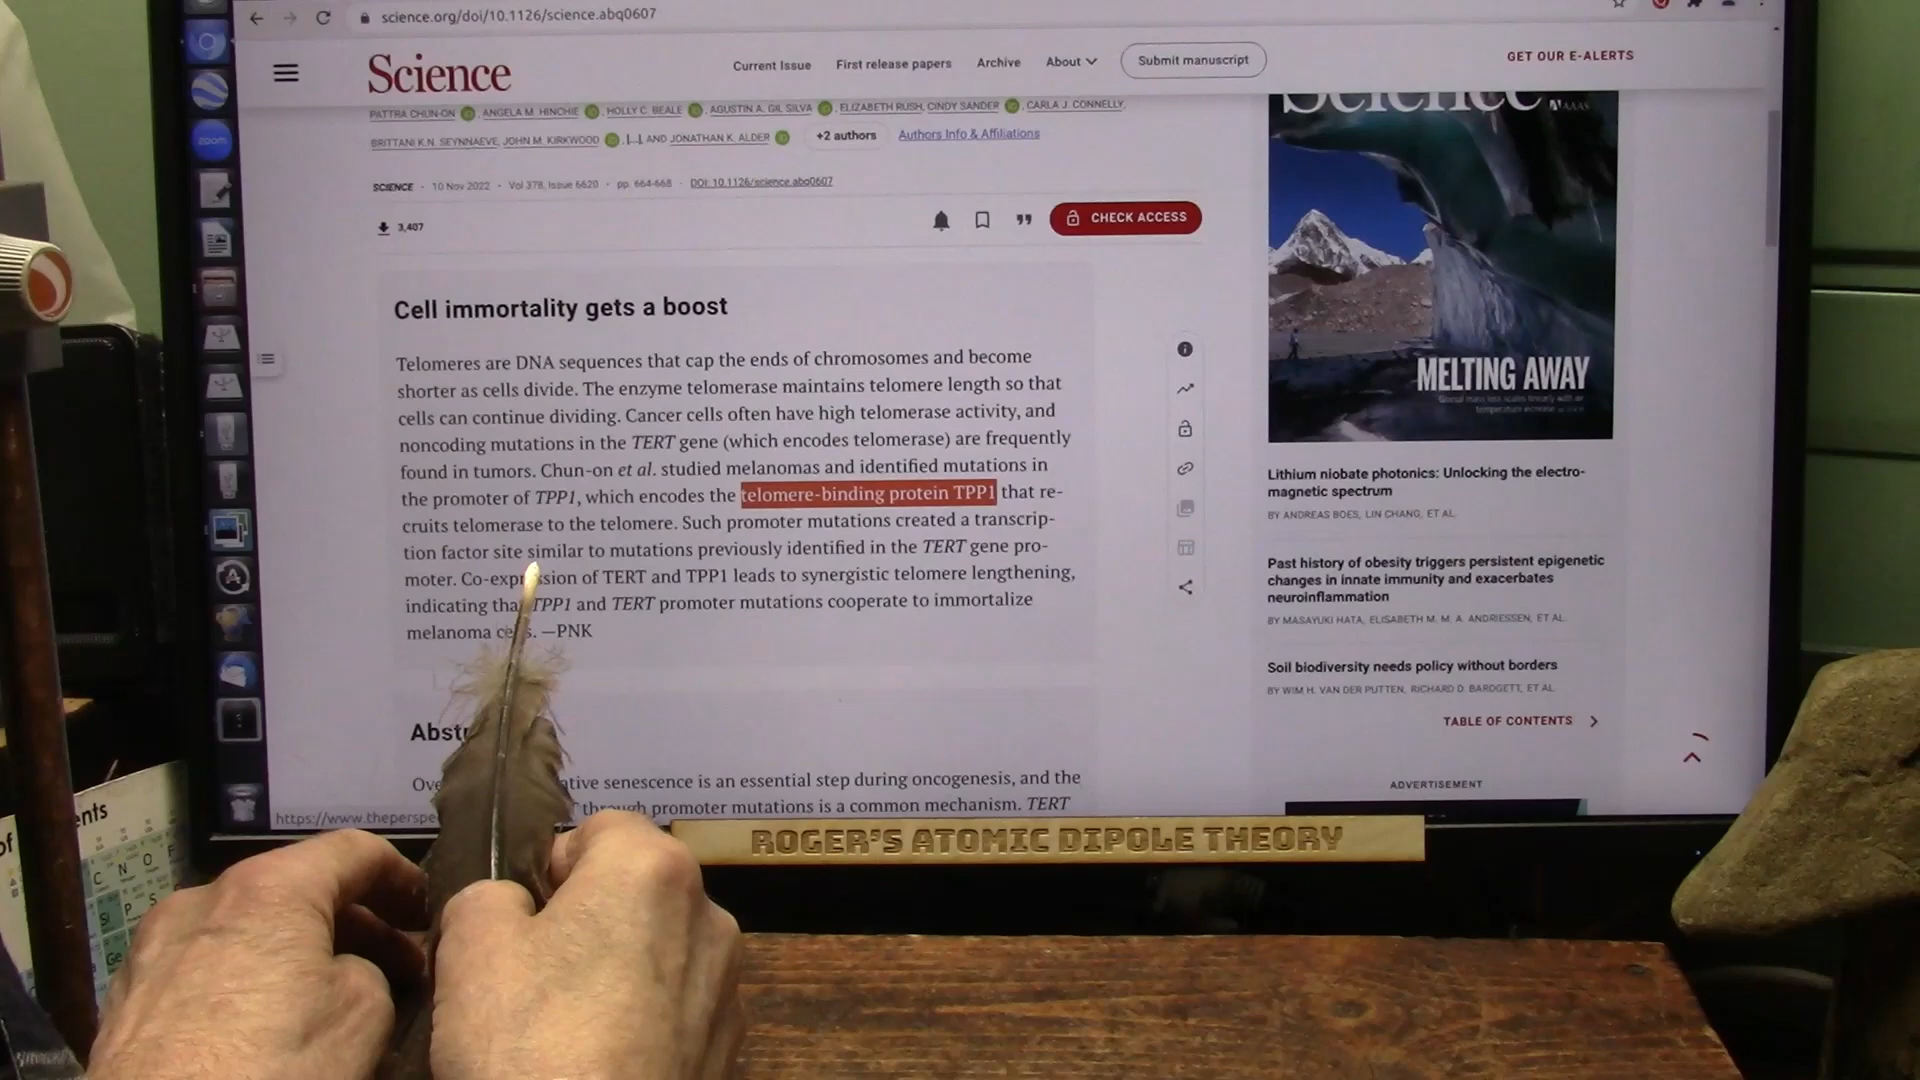 science.org/doi/10.1126/science.abq0607
Science
Current Issue
First release papers
Archive
About
Submit manuscript
GET OUR E-ALERTS
PATTRA CHUN-ON, ANGELA M. HINCHIE, HOLLY C. BEALE, AGUSTIN A. GIL SILVA, ELIZABETH RUSH, CINDY SANDER, CARLA J. CONNELLY,
BRITTANI K.N. SEYNNAEVE, JOHN M. KIRKWOOD, [...], AND JONATHAN K. ALDER
+2 authors
Authors Info & Affiliations
SCIENCE · 10 Nov 2022 · Vol 378, Issue 6620 · pp. 664-668 · DOI: 10.1126/science.abq0607
3,407
CHECK ACCESS
Cell immortality gets a boost
Telomeres are DNA sequences that cap the ends of chromosomes and become
shorter as cells divide. The enzyme telomerase maintains telomere length so that
cells can continue dividing. Cancer cells often have high telomerase activity, and
noncoding mutations in the TERT gene (which encodes telomerase) are frequently
found in tumors. Chun-on et al. studied melanomas and identified mutations in
the promoter of TPP1, which encodes the telomere-binding protein TPP1 that re-
cruits telomerase to the telomere. Such promoter mutations created a transcrip-
tion factor site similar to mutations previously identified in the TERT gene pro-
moter. Co-expression of TERT and TPP1 leads to synergistic telomere lengthening,
indicating that TPP1 and TERT promoter mutations cooperate to immortalize
melanoma cells. —PNK
Abst
Ove tive senescence is an essential step during oncogenesis, and the
through promoter mutations is a common mechanism. TERT
https://www.theperspe
Science
AAAS
MELTING AWAY
Lithium niobate photonics: Unlocking the electro-
magnetic spectrum
BY ANDREAS BOES, LIN CHANG, ET AL.
Past history of obesity triggers persistent epigenetic
changes in innate immunity and exacerbates
neuroinflammation
BY MASAYUKI HATA, ELISABETH M. M. A. ANDRIESSEN, ET AL.
Soil biodiversity needs policy without borders
BY WIM H. VAN DER PUTTEN, RICHARD D. BARDGETT, ET AL.
TABLE OF CONTENTS
ADVERTISEMENT
zoom
ROGER'S ATOMIC DIPOLE THEORY
of
ents
C N O F
Si P S
Ge